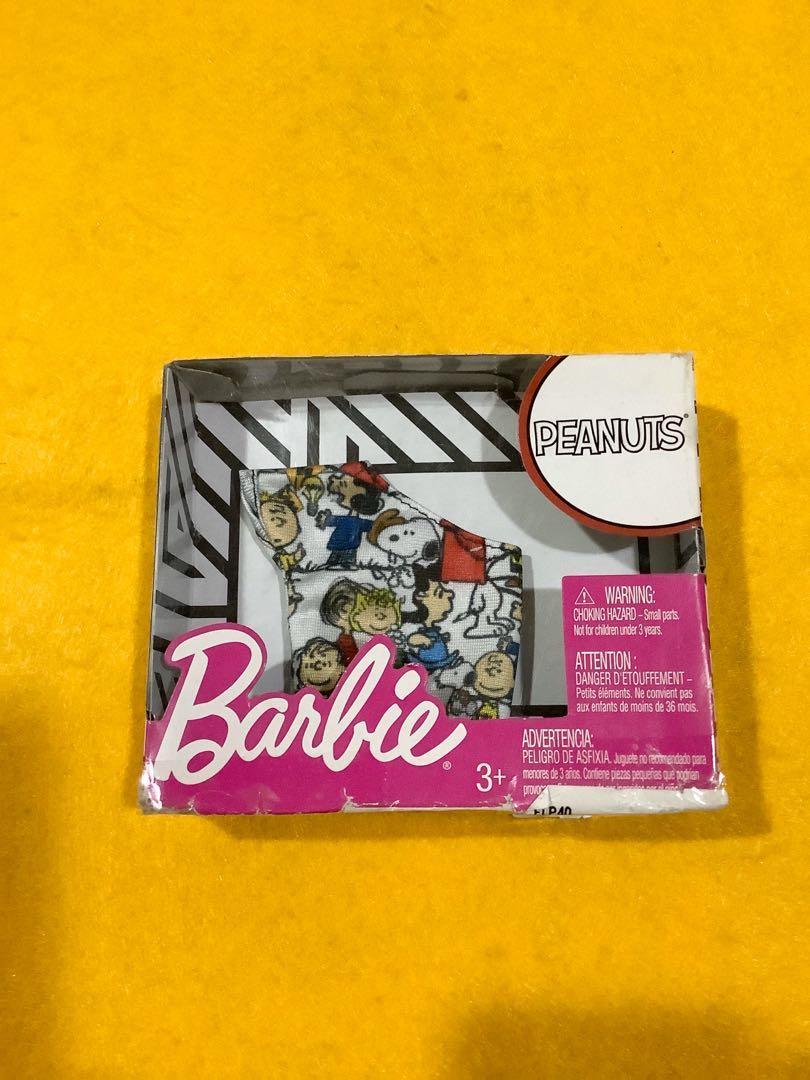 PEANUTS
WARNING:
CHOKING HAZARD – Small parts.
Not for children under 3 years.
ATTENTION :
DANGER D'ÉTOUFFEMENT –
Petits éléments. Ne convient pas
aux enfants de moins de 36 mois.
Barbie®
3+
ADVERTENCIA:
PELIGRO DE ASFIXIA. Juguete no recomendado para
menores de 3 años. Contiene piezas pequeñas que podrían